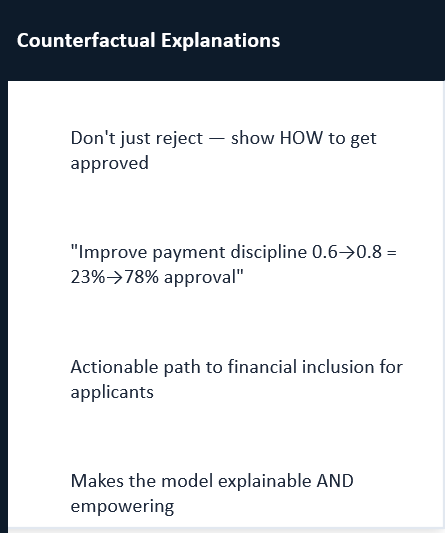 Counterfactual Explanations
Don't just reject — show HOW to get
approved
"Improve payment discipline 0.6→0.8 =
23%→78% approval"
Actionable path to financial inclusion for
applicants
Makes the model explainable AND
empowering